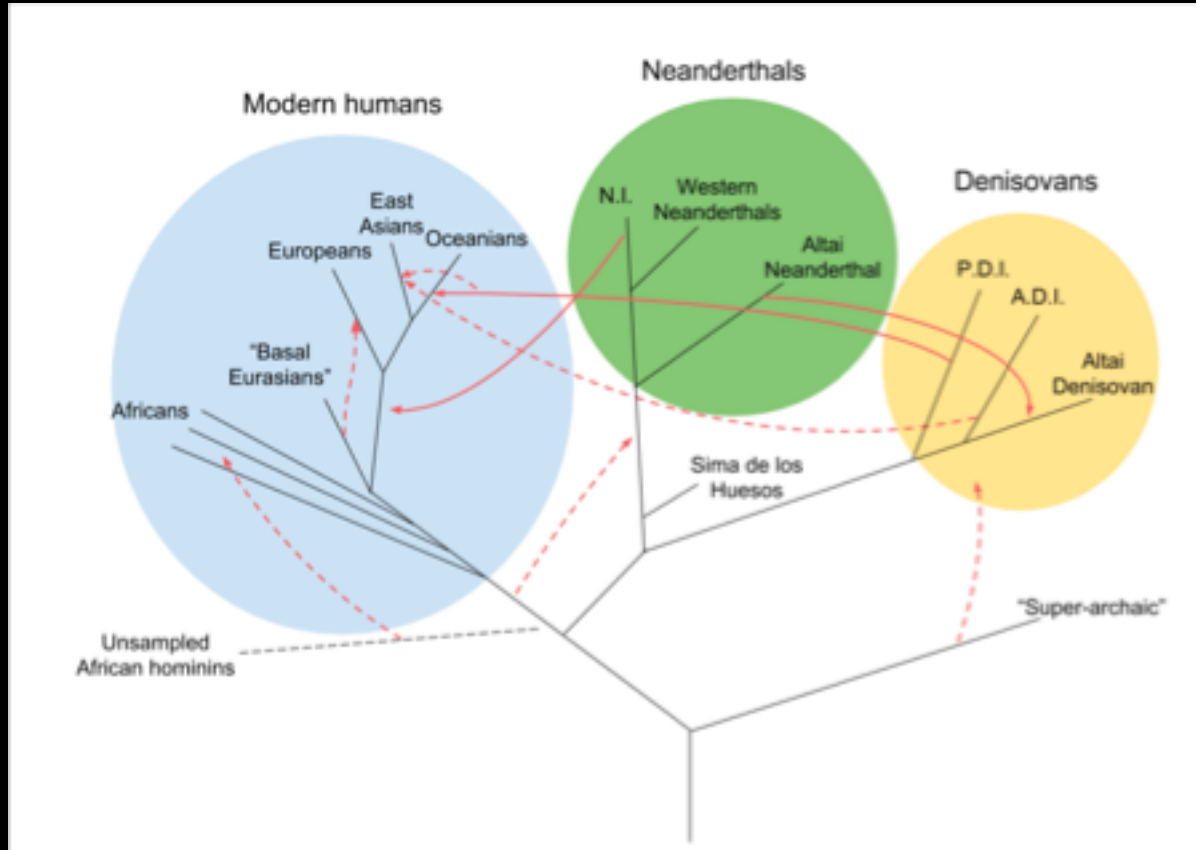 Modern humans
Neanderthals
Denisovans
East
Asians
Oceanians
Europeans
"Basal
Eurasians"
Africans
N.I.
Western
Neanderthals
Altai
Neanderthal
P.D.I.
A.D.I.
Altai
Denisovan
Sima de los
Huesos
"Super-archaic"
Unsampled
African hominins